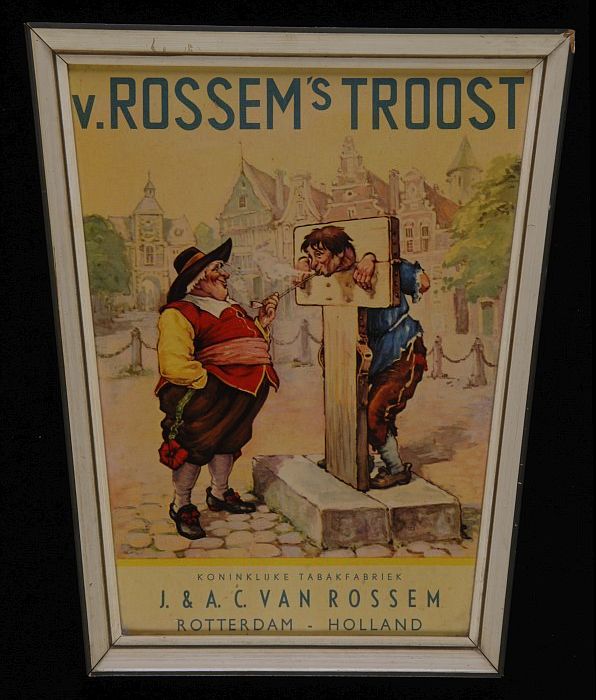 v.ROSSEM's TROOST
KONINKLIJKE TABAKFABRIEK
J. & A. C. VAN ROSSEM
ROTTERDAM - HOLLAND